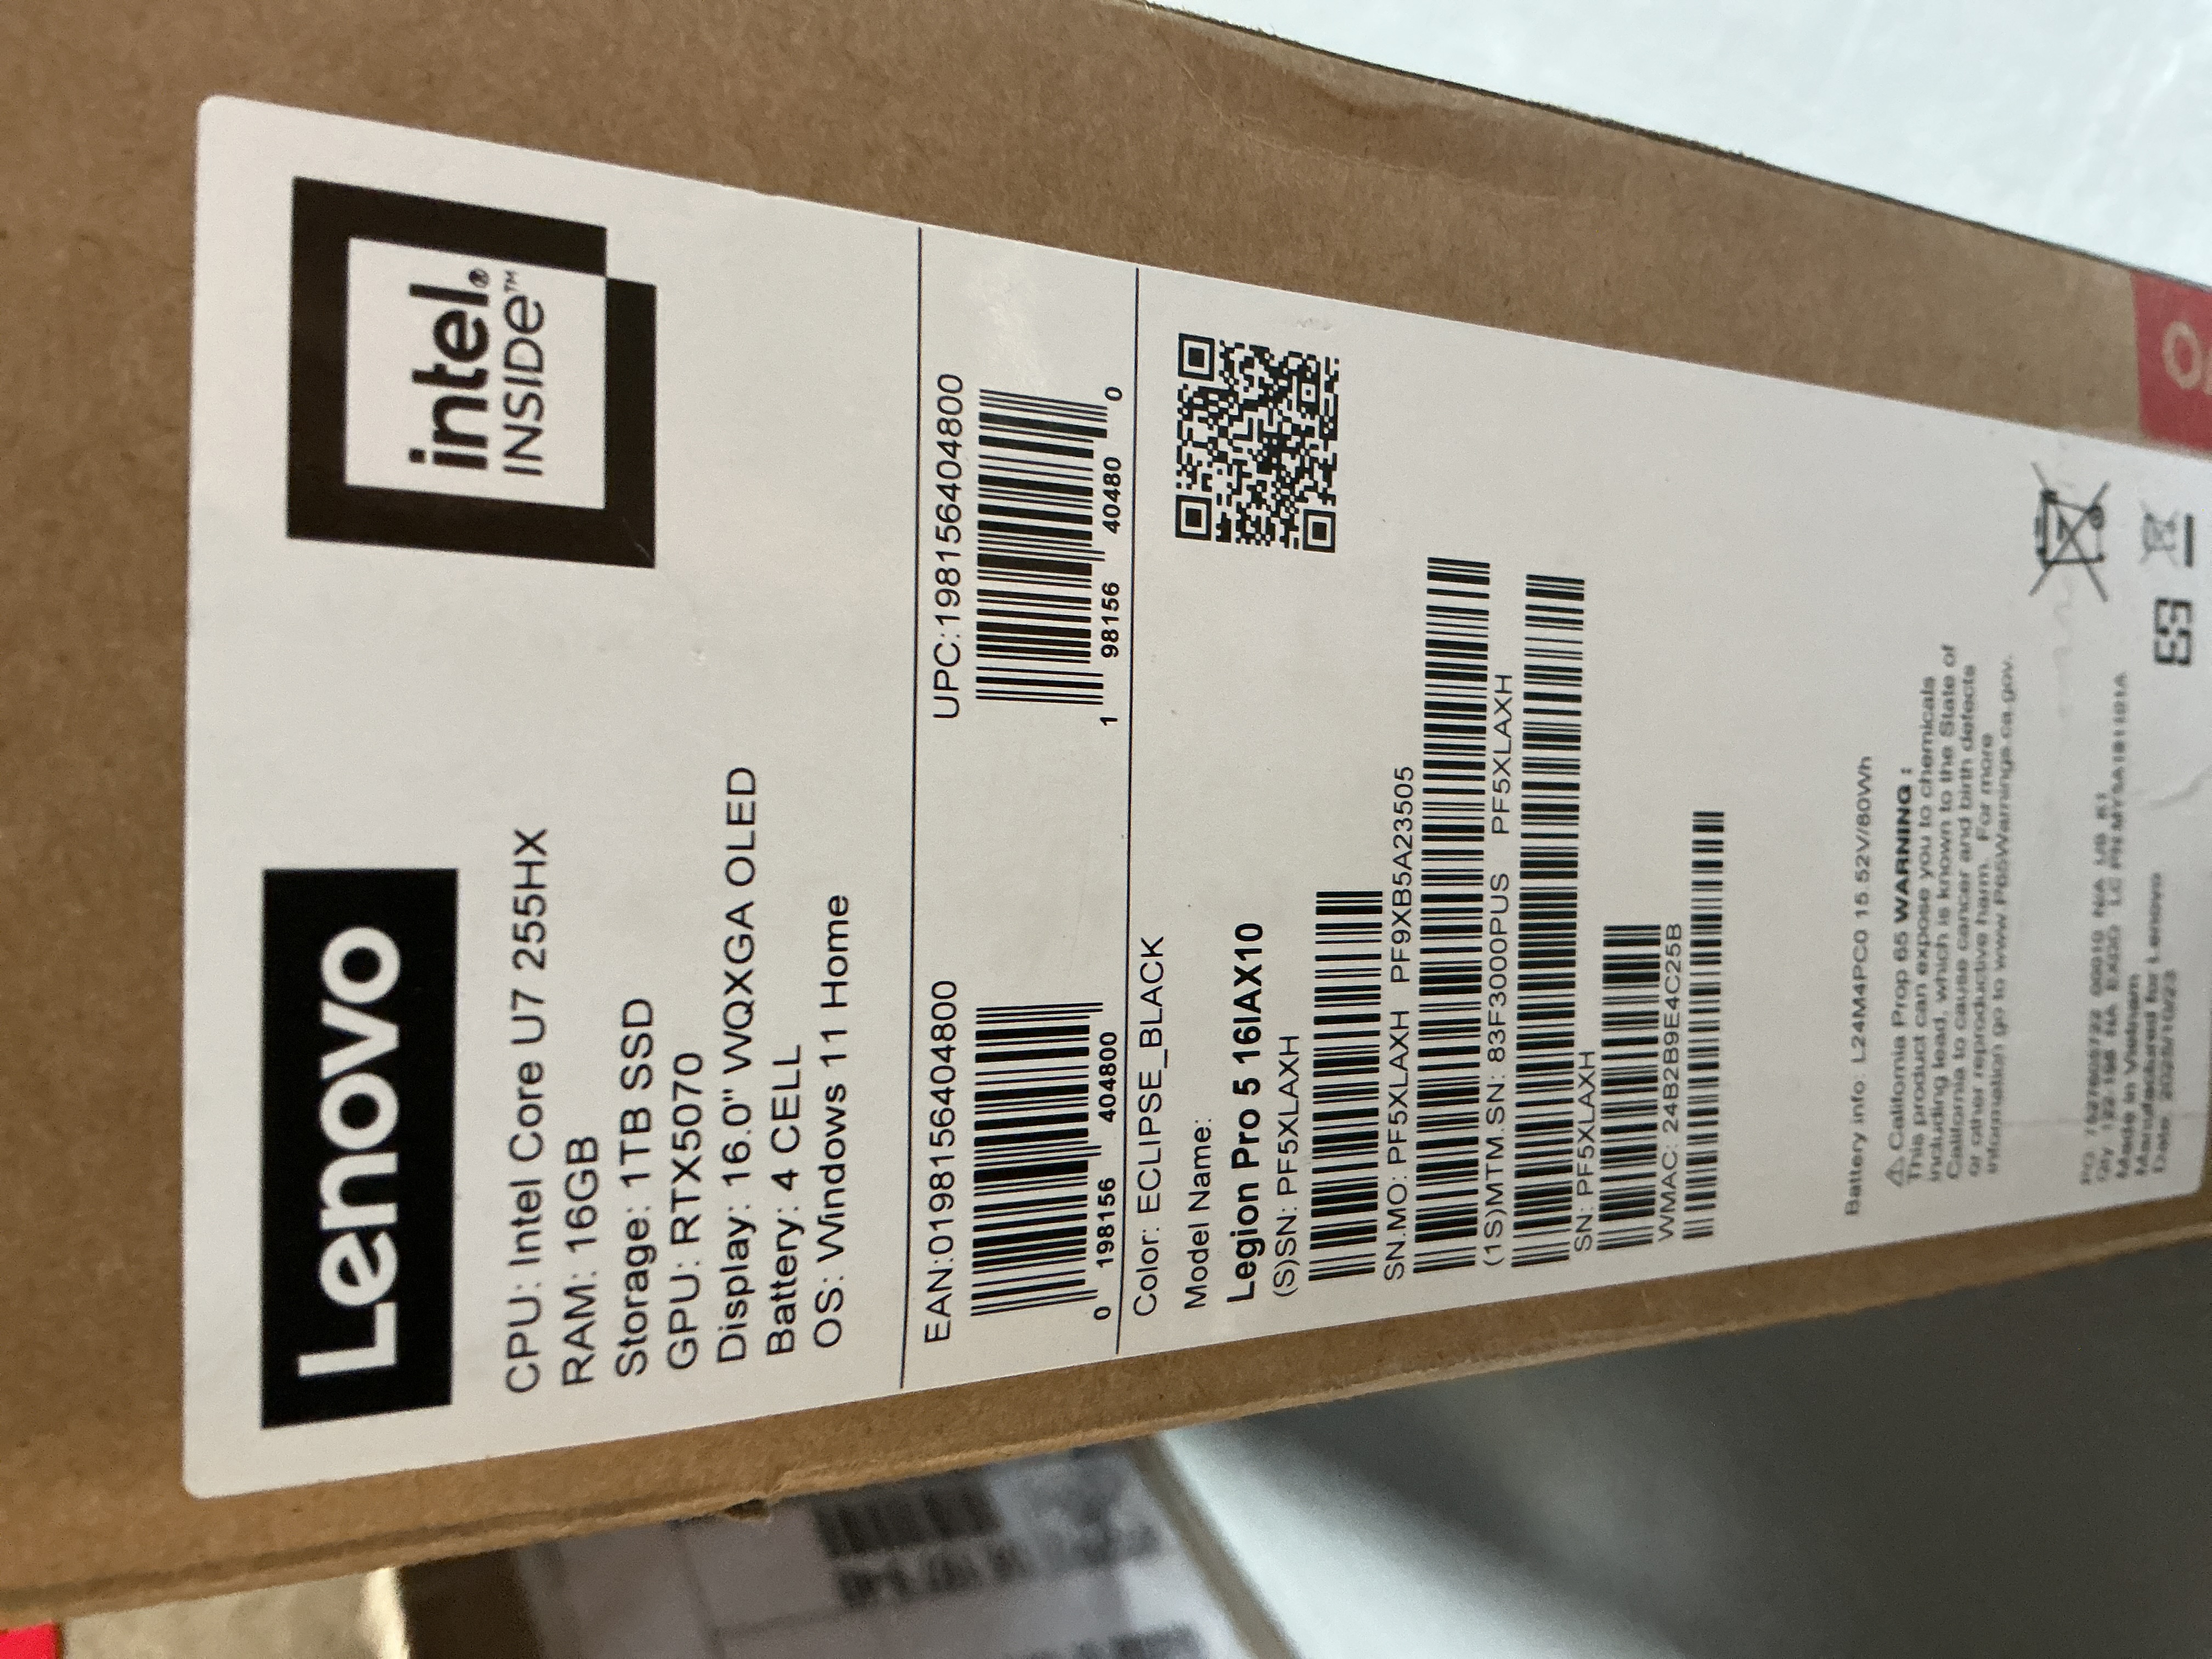 Lenovo
intel®
INSIDE™
CPU: Intel Core U7 255HX
RAM: 16GB
Storage: 1TB SSD
GPU: RTX5070
Display: 16.0" WQXGA OLED
Battery: 4 CELL
OS: Windows 11 Home
EAN:0198156404800
0 198156 404800
UPC:198156404800
1 98156 40480 0
Color: ECLIPSE_BLACK
Model Name:
Legion Pro 5 16IAX10
(S)SN: PF5XLAXH
SN.MO: PF5XLAXH PF9XB5A23505
(1S)MTM.SN: 83F3000PUS PF5XLAXH
SN: PF5XLAXH
WMAC: 24B2B9E4C25B
Battery info: L24M4PC0 15.52V/80Wh
⚠California Prop 65 WARNING :
This product can expose you to chemicals
including lead, which is known to the State of
California to cause cancer and birth defects
or other reproductive harm. For more
information go to www.P65Warnings.ca.gov.
Made in Vietnam
Manufactured for Lenovo